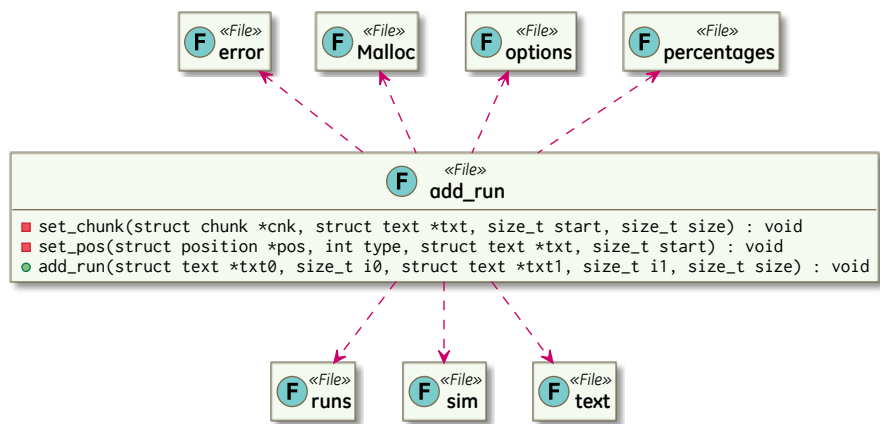 F «File» error
F «File» Malloc
F «File» options
F «File» percentages
F «File» add_run
set_chunk(struct chunk *cnk, struct text *txt, size_t start, size_t size) : void
set_pos(struct position *pos, int type, struct text *txt, size_t start) : void
add_run(struct text *txt0, size_t i0, struct text *txt1, size_t i1, size_t size) : void
F «File» runs
F «File» sim
F «File» text